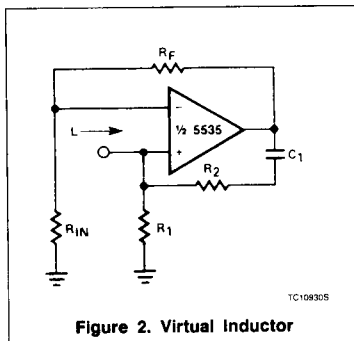 RF
L
−
½ 5535
+
C1
R2
RIN
R1
TC10930S
Figure 2. Virtual Inductor